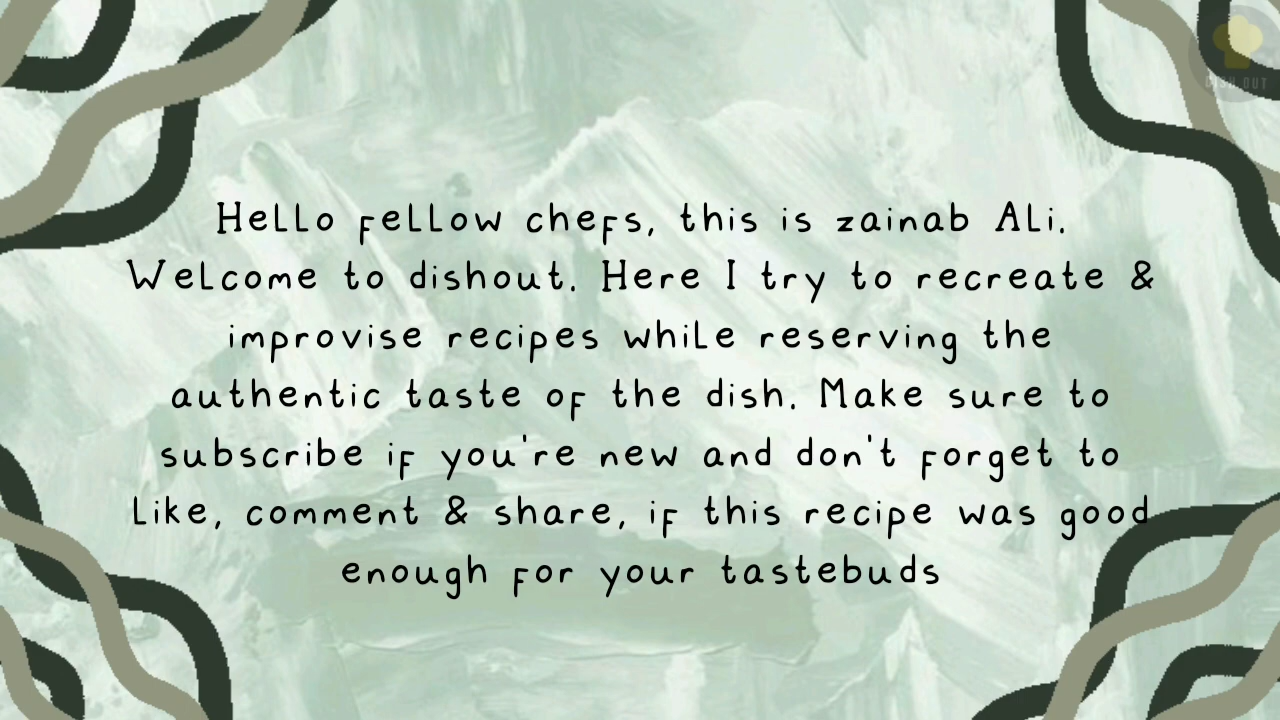 DISH OUT
Hello fellow chefs, this is zainab Ali.
Welcome to dishout. Here I try to recreate &
improvise recipes while reserving the
authentic taste of the dish. Make sure to
subscribe if you're new and don't forget to
Like, comment & share, if this recipe was good
enough for your tastebuds